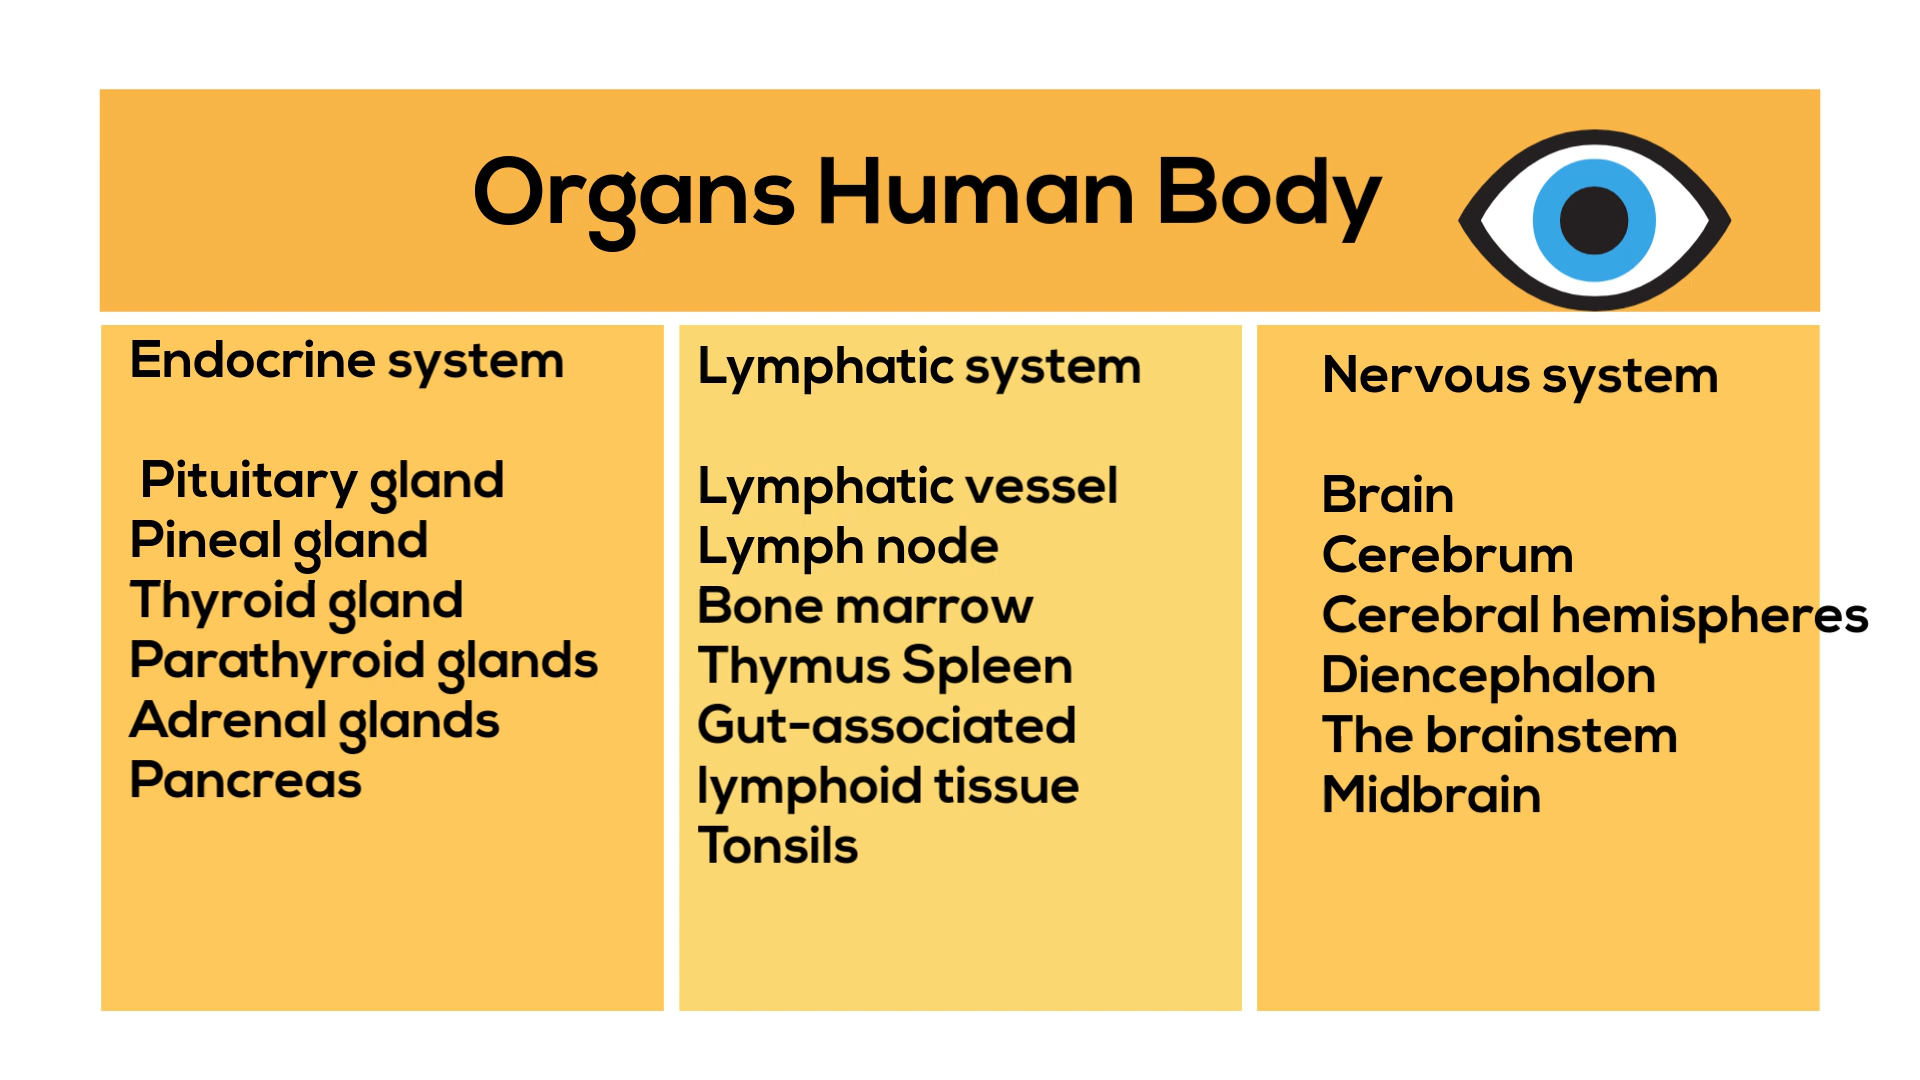 Organs Human Body
Endocrine system
Pituitary gland
Pineal gland
Thyroid gland
Parathyroid glands
Adrenal glands
Pancreas
Lymphatic system
Lymphatic vessel
Lymph node
Bone marrow
Thymus Spleen
Gut-associated
lymphoid tissue
Tonsils
Nervous system
Brain
Cerebrum
Cerebral hemispheres
Diencephalon
The brainstem
Midbrain